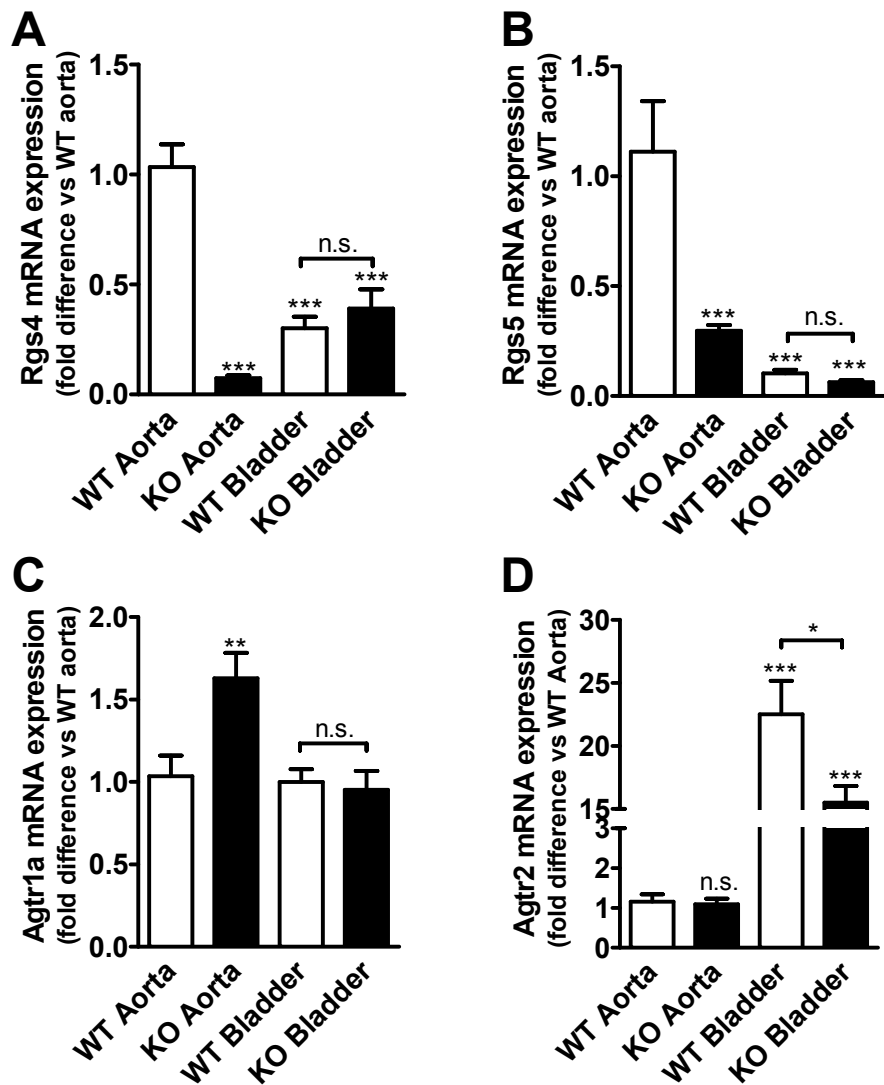 A
Rgs4 mRNA expression
(fold difference vs WT aorta)
1.5
1.0
0.5
0.0
***
***
n.s.
***
WT Aorta
KO Aorta
WT Bladder
KO Bladder
B
Rgs5 mRNA expression
(fold difference vs WT aorta)
1.5
1.0
0.5
0.0
***
***
n.s.
***
WT Aorta
KO Aorta
WT Bladder
KO Bladder
C
Agtr1a mRNA expression
(fold difference vs WT aorta)
2.0
1.5
1.0
0.5
0.0
**
n.s.
WT Aorta
KO Aorta
WT Bladder
KO Bladder
D
Agtr2 mRNA expression
(fold difference vs WT Aorta)
30
25
20
15
3
2
1
0
n.s.
***
*
***
WT Aorta
KO Aorta
WT Bladder
KO Bladder